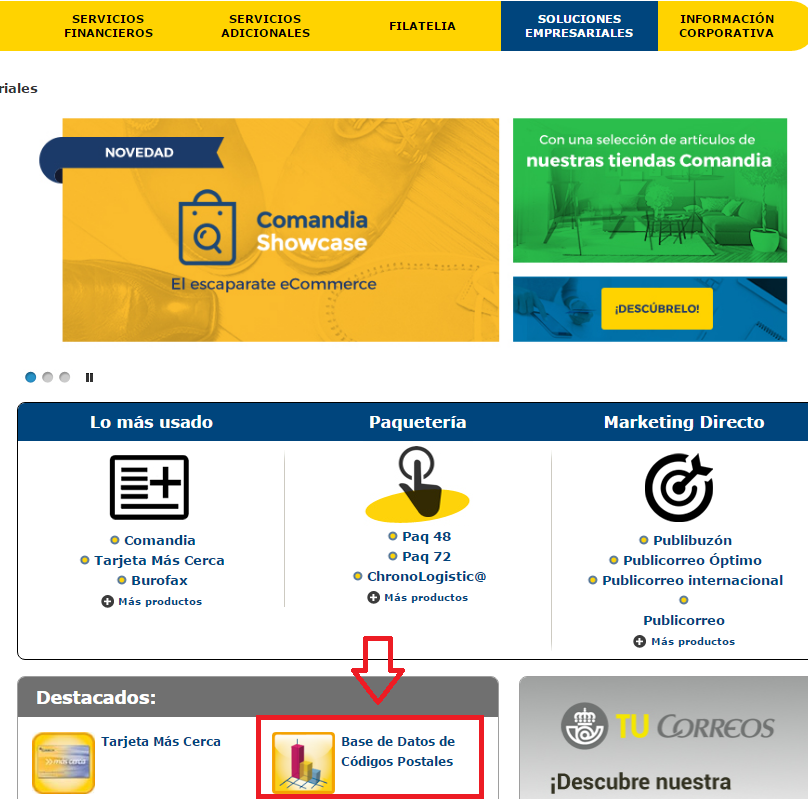 SERVICIOS
FINANCIEROS
SERVICIOS
ADICIONALES
FILATELIA
SOLUCIONES
EMPRESARIALES
INFORMACIÓN
CORPORATIVA
riales
NOVEDAD
Comandia
Showcase
El escaparate eCommerce
Con una selección de artículos de
nuestras tiendas Comandia
¡DESCÚBRELO!
Lo más usado
Comandia
Tarjeta Más Cerca
Burofax
Más productos
Paquetería
Paq 48
Paq 72
ChronoLogistic@
Más productos
Marketing Directo
Publibuzón
Publicorreo Óptimo
Publicorreo internacional
Publicorreo
Más productos
Destacados:
Tarjeta Más Cerca
Base de Datos de
Códigos Postales
TU CORREOS
¡Descubre nuestra